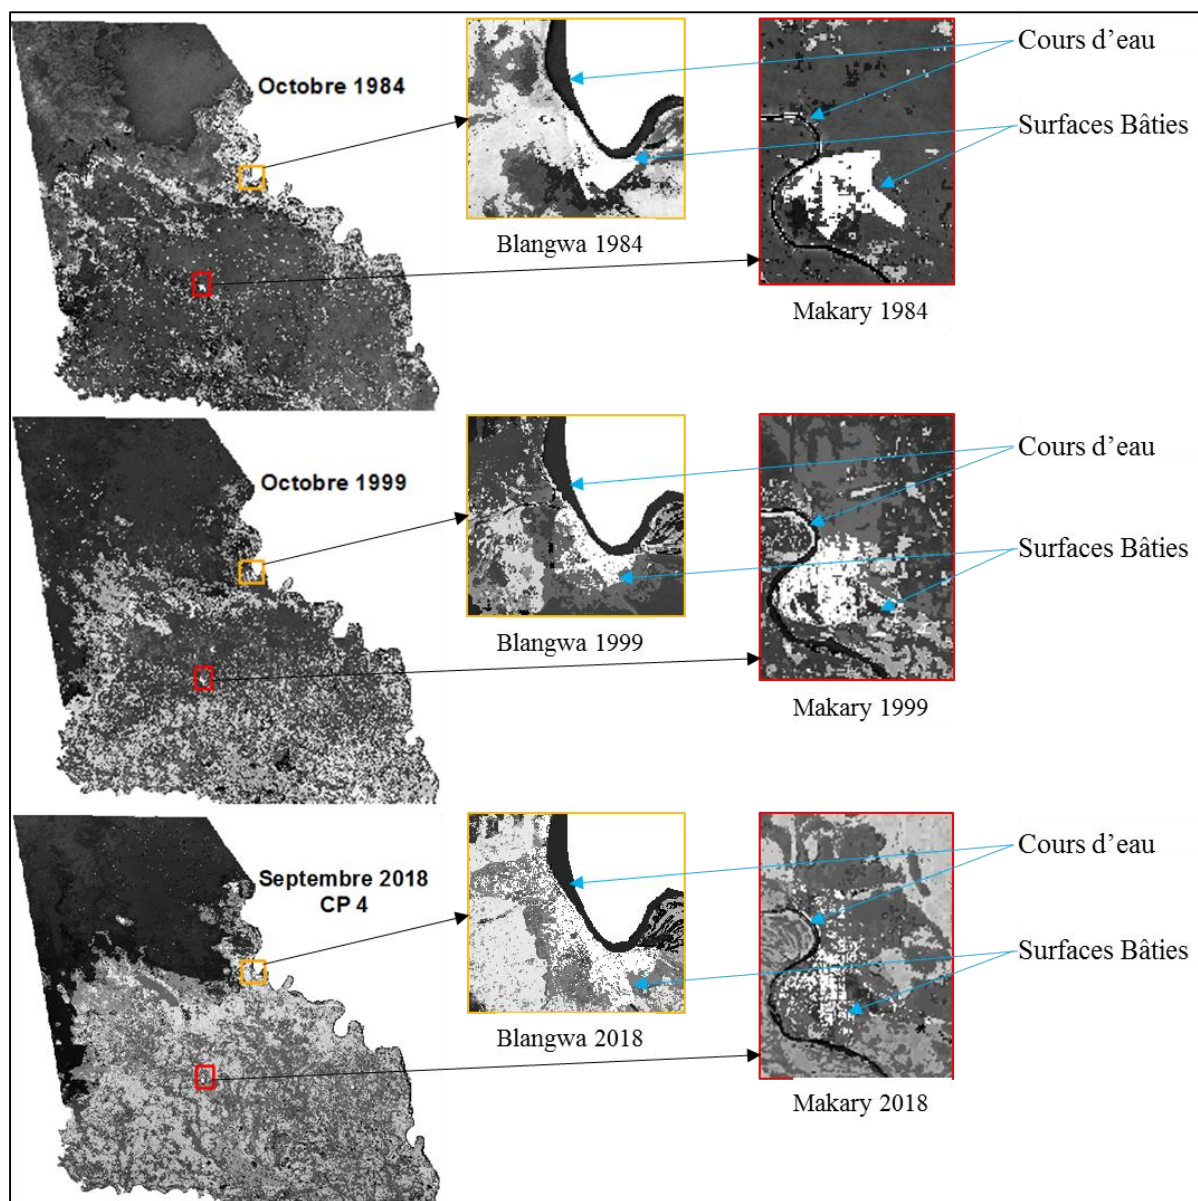 Octobre 1984
Cours d’eau
Surfaces Bâties
Blangwa 1984
Makary 1984
Octobre 1999
Cours d’eau
Surfaces Bâties
Blangwa 1999
Makary 1999
Septembre 2018
CP 4
Cours d’eau
Surfaces Bâties
Blangwa 2018
Makary 2018